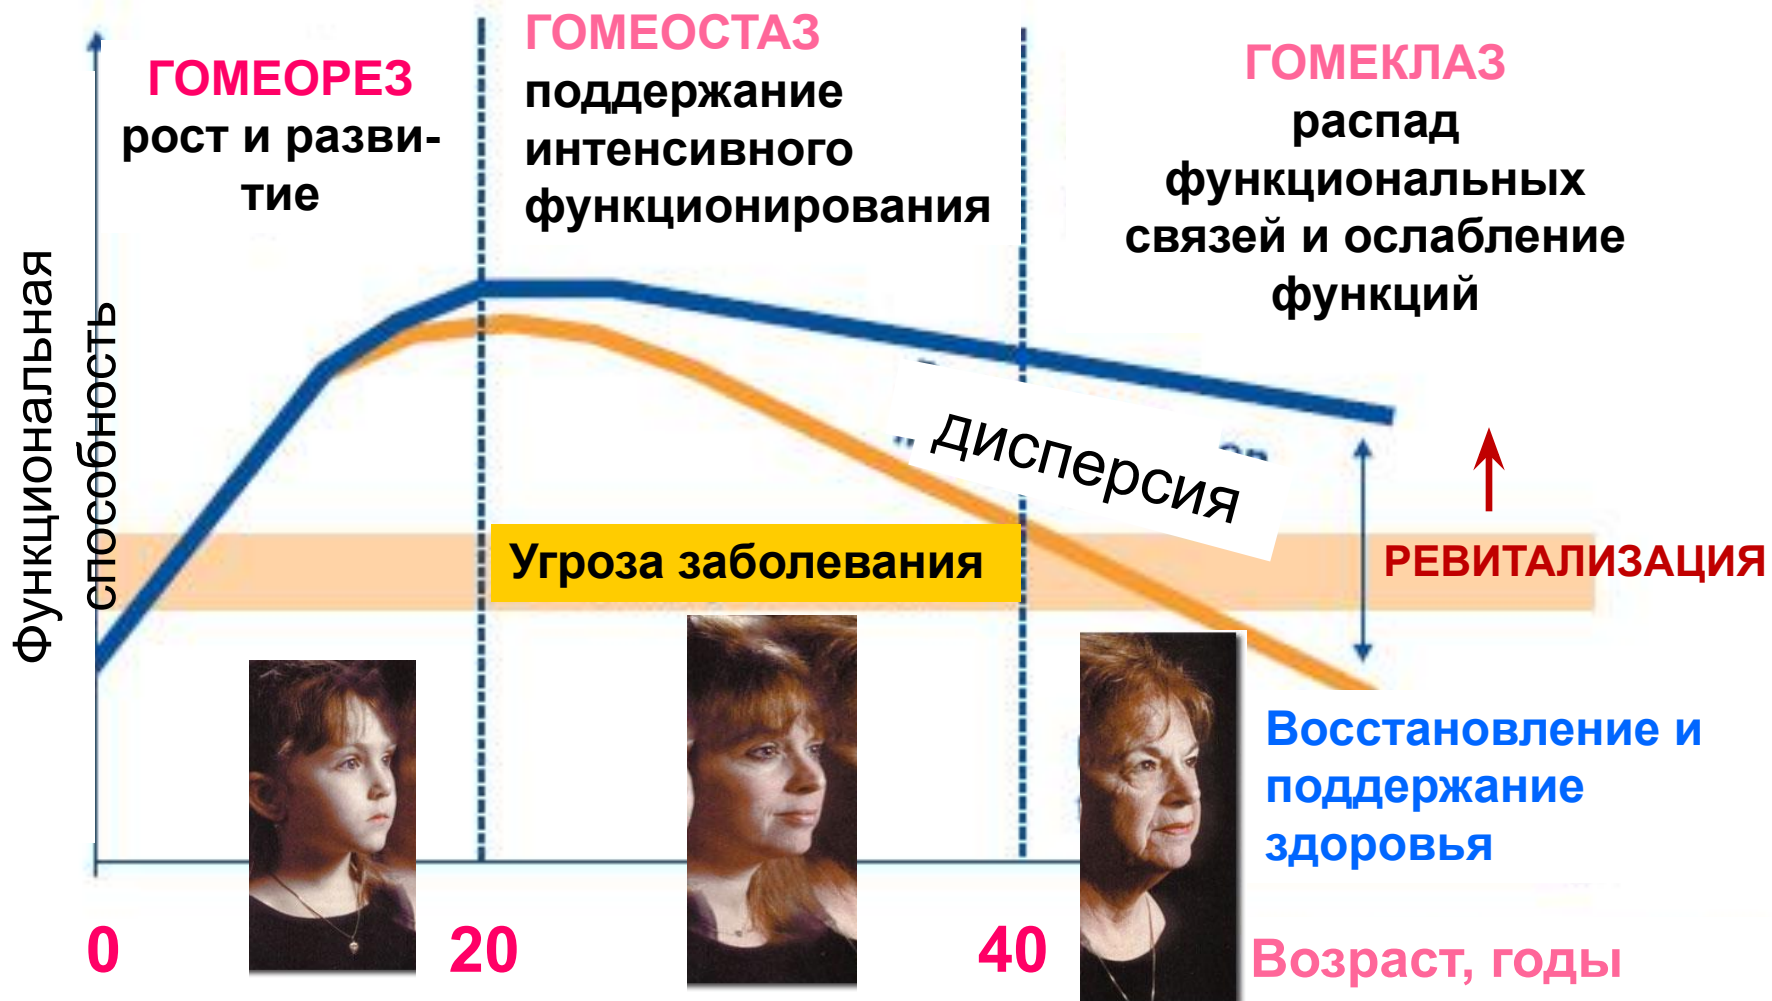 ГОМЕОРЕЗ
рост и разви-
тие
ГОМЕОСТАЗ
поддержание
интенсивного
функционирования
ГОМЕКЛАЗ
распад
функциональных
связей и ослабление
функций
Функциональная
способность
дисперсия
Угроза заболевания
РЕВИТАЛИЗАЦИЯ
Восстановление и
поддержание
здоровья
0
20
40
Возраст, годы